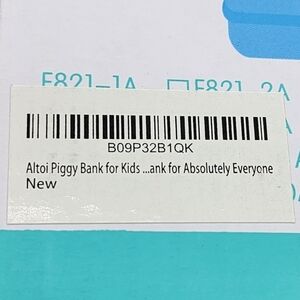 F821-1A □F821-2A
B09P32B1QK
Altoi Piggy Bank for Kids ...ank for Absolutely Everyone
New